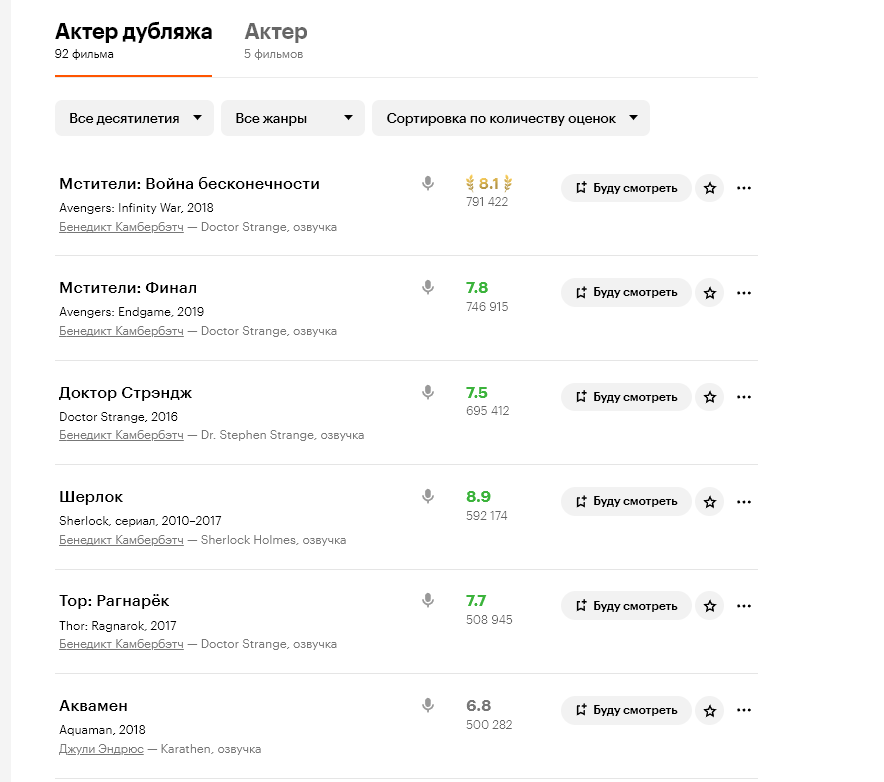 Актер дубляжа Актер
92 фильма 5 фильмов
Все десятилетия Все жанры Сортировка по количеству оценок
Мстители: Война бесконечности 8.1 Буду смотреть
Avengers: Infinity War, 2018 791 422
Бенедикт Камбербэтч — Doctor Strange, озвучка
Мстители: Финал 7.8 Буду смотреть
Avengers: Endgame, 2019 746 915
Бенедикт Камбербэтч — Doctor Strange, озвучка
Доктор Стрэндж 7.5 Буду смотреть
Doctor Strange, 2016 695 412
Бенедикт Камбербэтч — Dr. Stephen Strange, озвучка
Шерлок 8.9 Буду смотреть
Sherlock, сериал, 2010–2017 592 174
Бенедикт Камбербэтч — Sherlock Holmes, озвучка
Тор: Рагнарёк 7.7 Буду смотреть
Thor: Ragnarok, 2017 508 945
Бенедикт Камбербэтч — Doctor Strange, озвучка
Аквамен 6.8 Буду смотреть
Aquaman, 2018 500 282
Джули Эндрюс — Karathen, озвучка